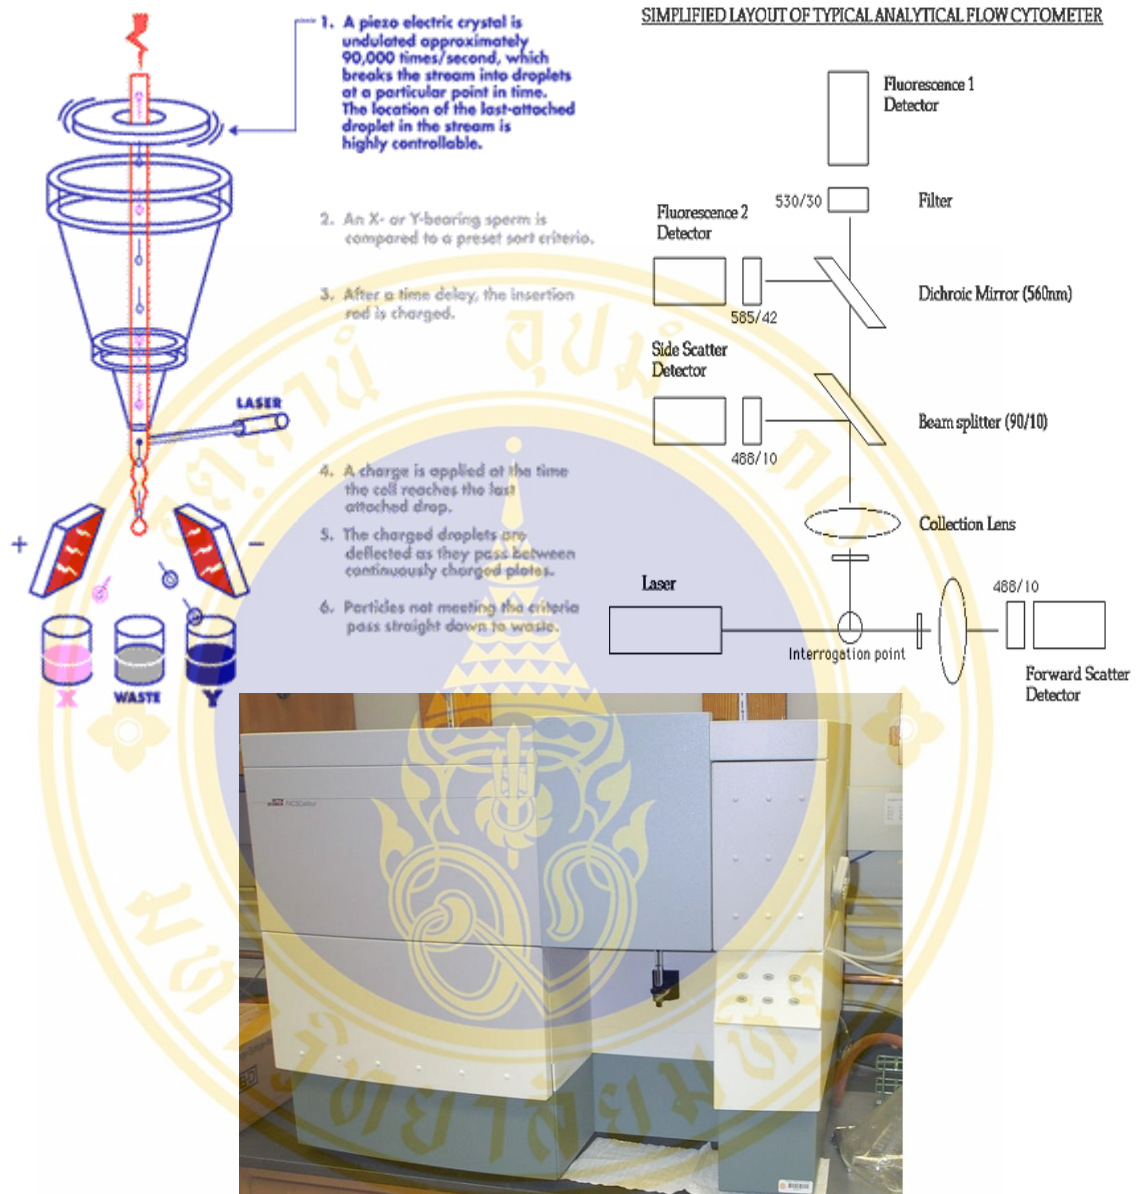 1. A piezo electric crystal is
undulated approximately
90,000 times/second, which
breaks the stream into droplets
at a particular point in time.
The location of the last-attached
droplet in the stream is
highly controllable.
2. An X- or Y-bearing sperm is
compared to a preset sort criteria.
3. After a time delay, the insertion
rod is charged.
LASER
4. A charge is applied at the time
the cell reaches the last
attached drop.
5. The charged droplets are
deflected as they pass between
continuously charged plates.
6. Particles not meeting the criteria
pass straight down to waste.
+
−
X
WASTE
Y
SIMPLIFIED LAYOUT OF TYPICAL ANALYTICAL FLOW CYTOMETER
Fluorescence 1
Detector
530/30
Filter
Fluorescence 2
Detector
585/42
Dichroic Mirror (560nm)
Side Scatter
Detector
488/10
Beam splitter (90/10)
Collection Lens
Laser
488/10
Interrogation point
Forward Scatter
Detector
FACSCalibur